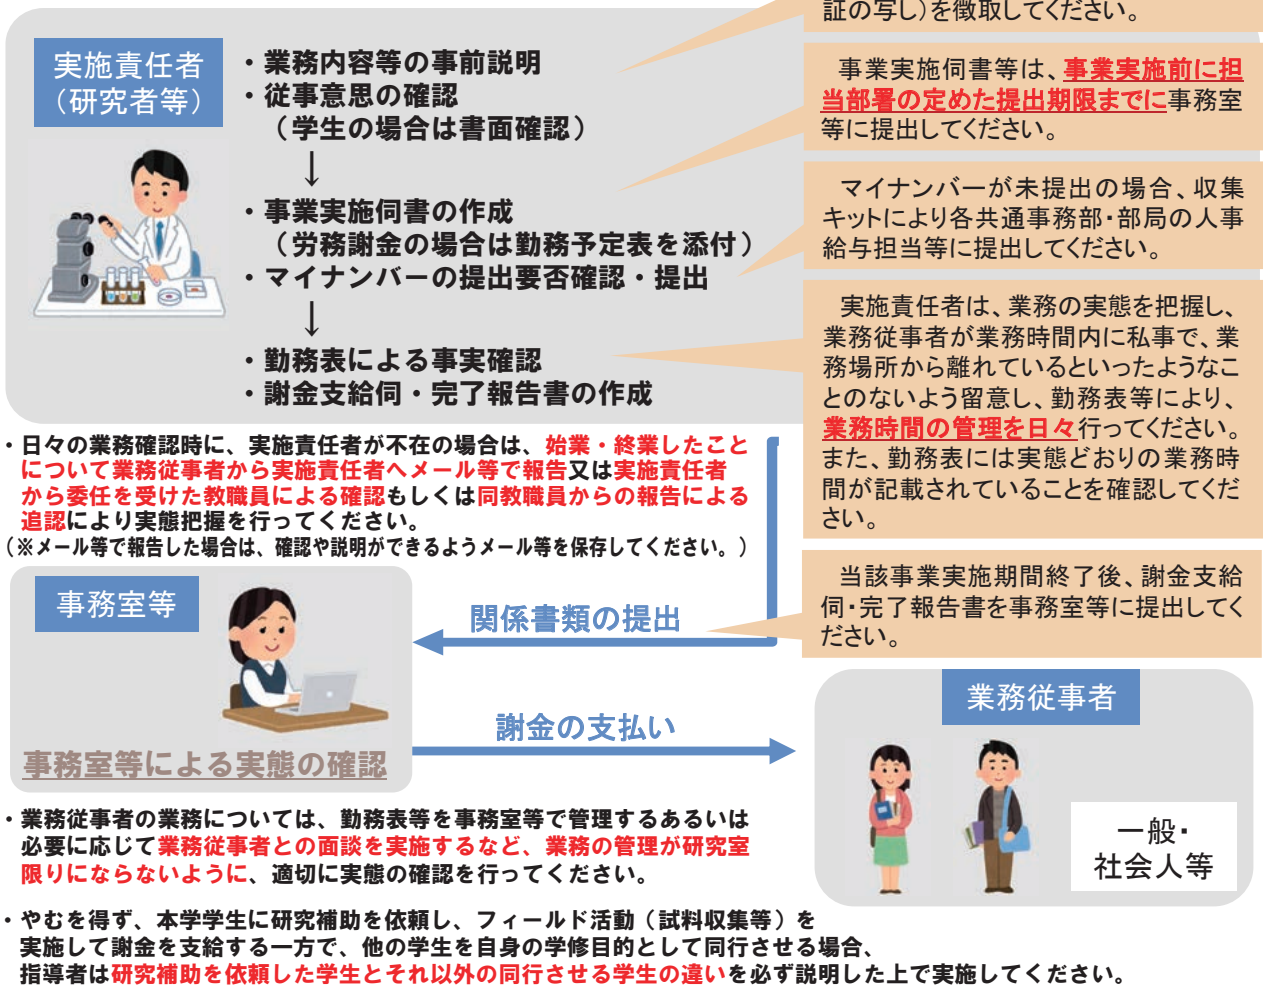 証の写し）を徴取してください。
実施責任者
（研究者等）
・業務内容等の事前説明
・従事意思の確認
（学生の場合は書面確認）
↓
・事業実施伺書の作成
（労務謝金の場合は勤務予定表を添付）
・マイナンバーの提出要否確認・提出
↓
・勤務表による事実確認
・謝金支給伺・完了報告書の作成
事業実施伺書等は、事業実施前に担
当部署の定めた提出期限までに事務室
等に提出してください。
マイナンバーが未提出の場合、収集
キットにより各共通事務部・部局の人事
給与担当等に提出してください。
実施責任者は、業務の実態を把握し、
業務従事者が業務時間内に私事で、業
務場所から離れているといったようなこ
とのないよう留意し、勤務表等により、
業務時間の管理を日々行ってください。
また、勤務表には実態どおりの業務時
間が記載されていることを確認してくだ
さい。
・日々の業務確認時に、実施責任者が不在の場合は、始業・終業したこと
について業務従事者から実施責任者へメール等で報告又は実施責任者
から委任を受けた教職員による確認もしくは同教職員からの報告による
追認により実態把握を行ってください。
（※メール等で報告した場合は、確認や説明ができるようメール等を保存してください。）
当該事業実施期間終了後、謝金支給
伺・完了報告書を事務室等に提出してく
ださい。
事務室等
関係書類の提出
謝金の支払い
事務室等による実態の確認
業務従事者
一般・
社会人等
・業務従事者の業務については、勤務表等を事務室等で管理するあるいは
必要に応じて業務従事者との面談を実施するなど、業務の管理が研究室
限りにならないように、適切に実態の確認を行ってください。
・やむを得ず、本学学生に研究補助を依頼し、フィールド活動（試料収集等）を
実施して謝金を支給する一方で、他の学生を自身の学修目的として同行させる場合、
指導者は研究補助を依頼した学生とそれ以外の同行させる学生の違いを必ず説明した上で実施してください。